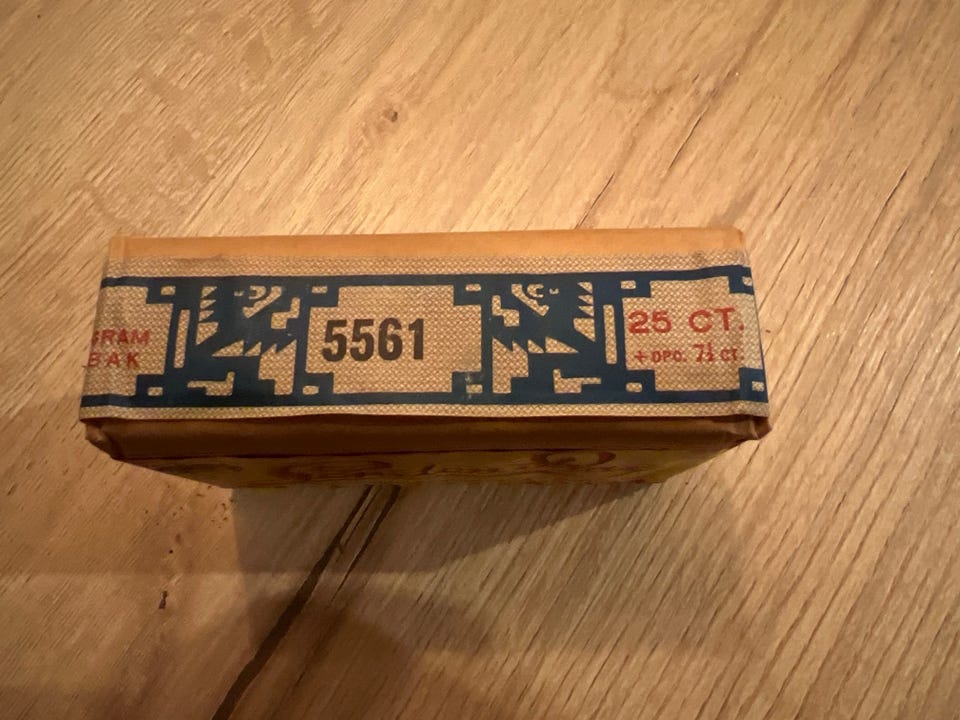 GRAM
BAK
5561
25 CT.
+ OPC. 7½ CT.